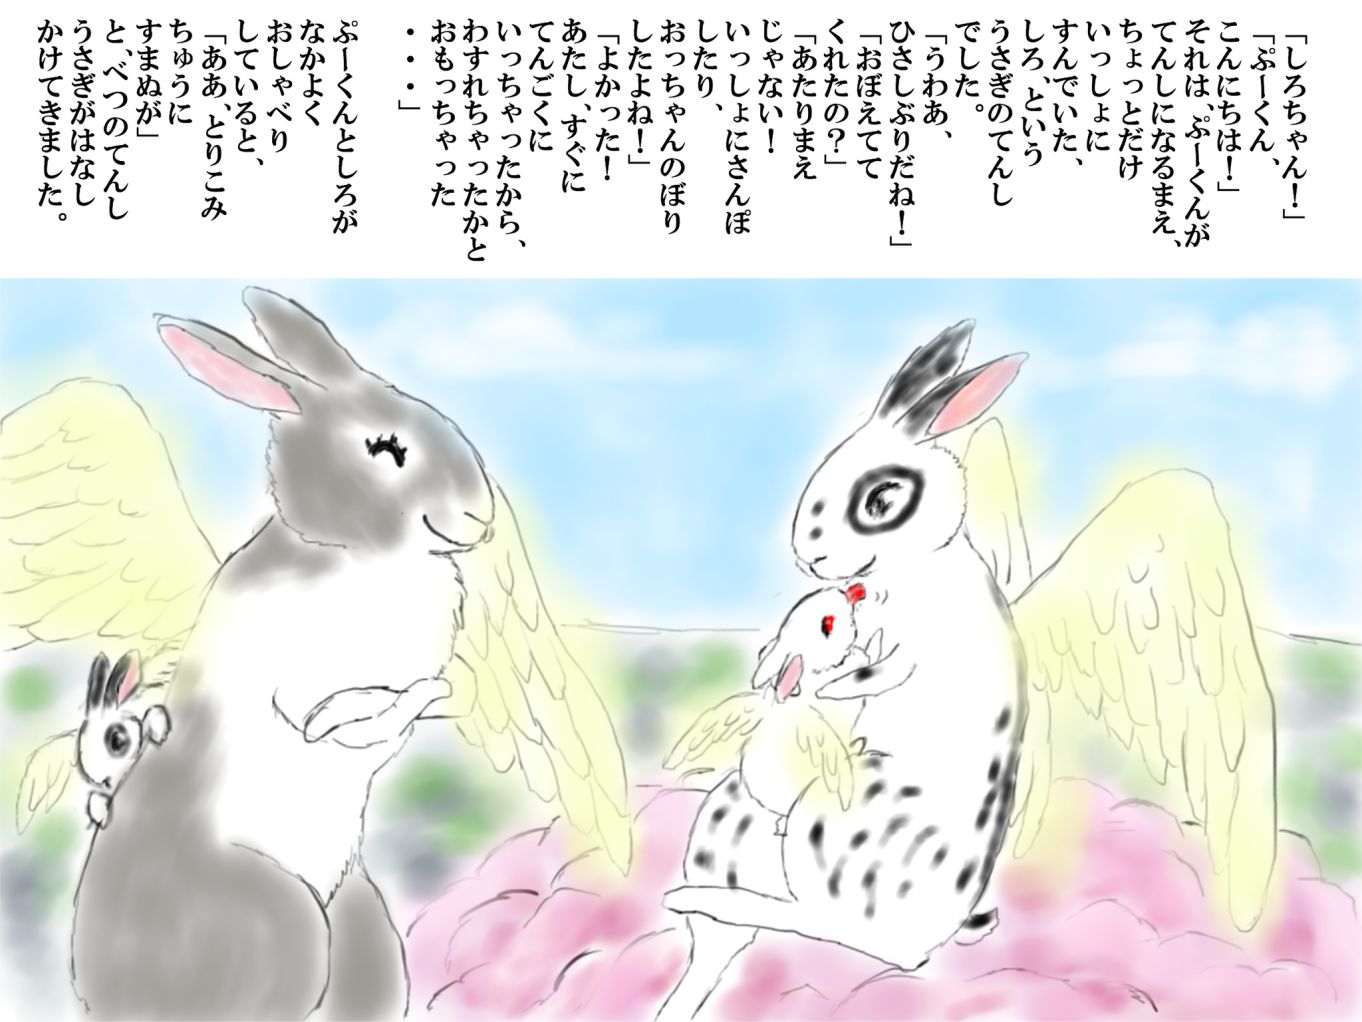 「しろちゃん！」
「ぷーくん、
こんにちは！」
それは、ぷーくんが
てんしになるまえ、
ちょっとだけ
いっしょに
すんでいた、
しろ、という
うさぎのてんし
でした。
「うわあ、
ひさしぶりだね！」
「おぼえてて
くれたの？」
「あたりまえ
じゃない！
いっしょにさんぽ
したり、
おっちゃんのぼり
したよね！」
「よかった！
あたし、すぐに
てんごくに
いっちゃったから、
わすれちゃったかと
おもっちゃった
・・・」
ぷーくんとしろが
なかよく
おしゃべり
していると、
「ああ、とりこみ
ちゅうに
すまぬが」
と、べつのてんし
うさぎがはなし
かけてきました。